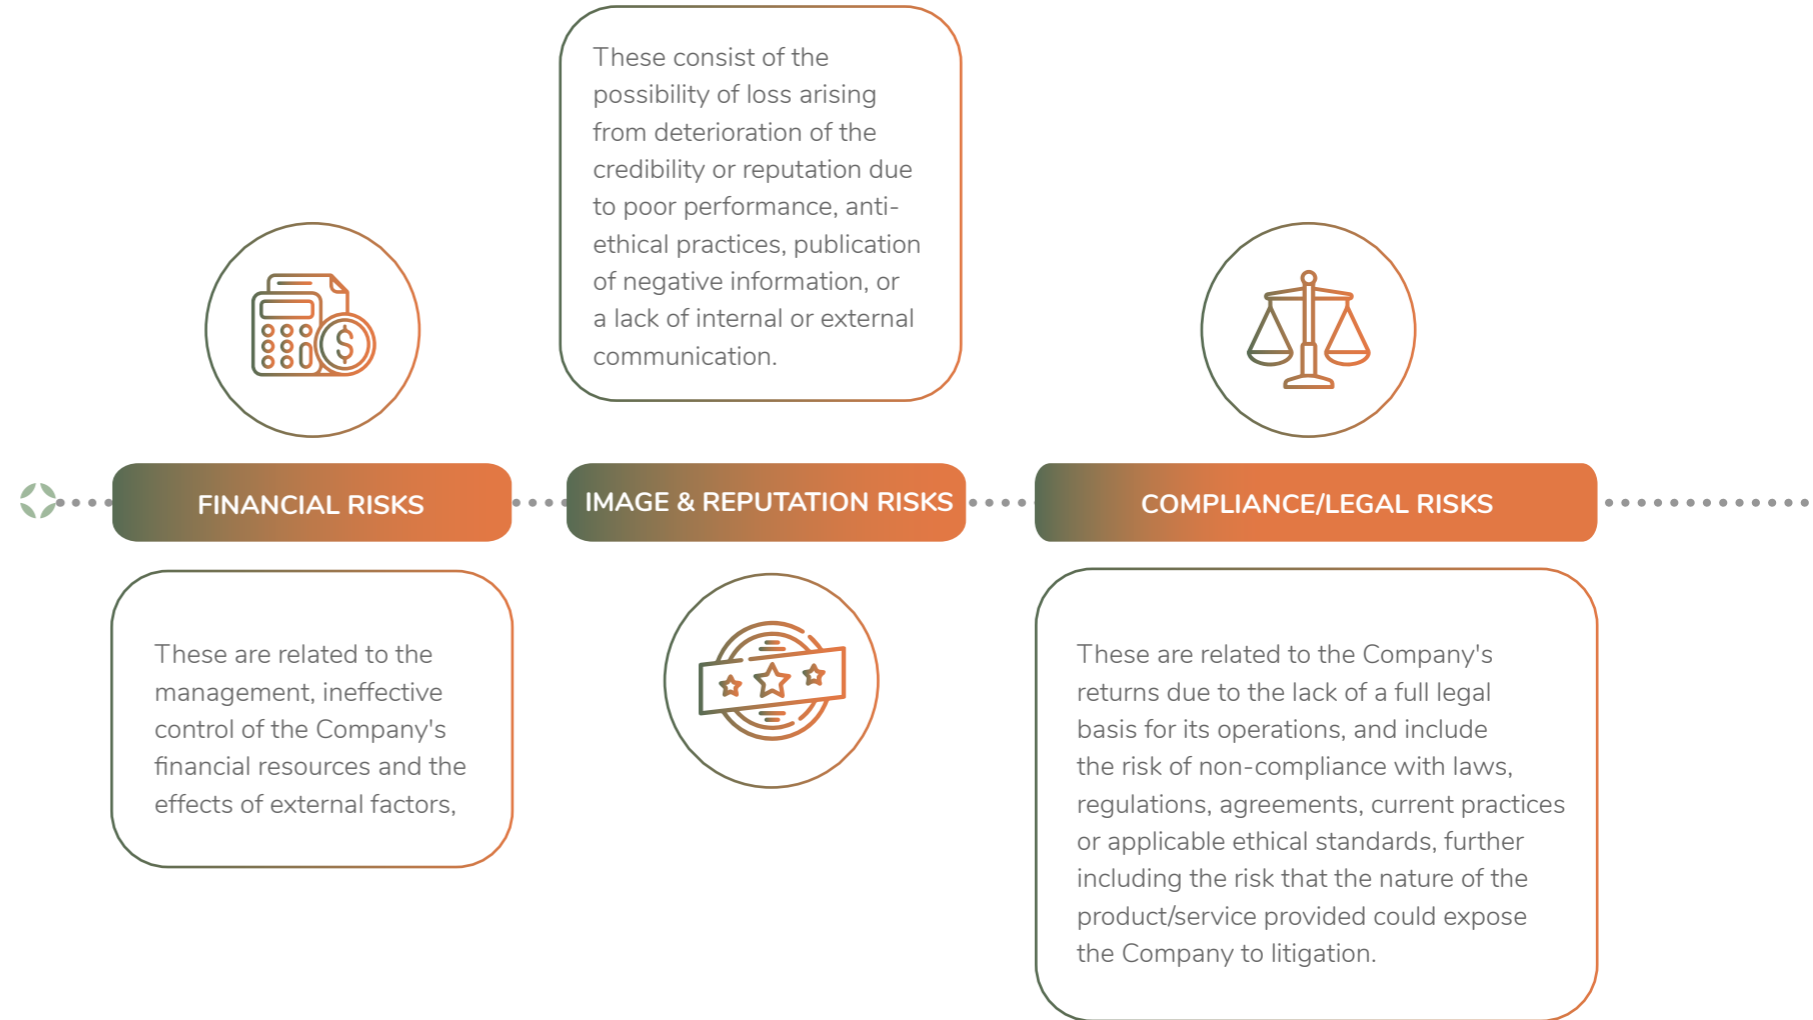 FINANCIAL RISKS
These are related to the
management, ineffective
control of the Company's
financial resources and the
effects of external factors,
IMAGE & REPUTATION RISKS
These consist of the
possibility of loss arising
from deterioration of the
credibility or reputation due
to poor performance, anti-
ethical practices, publication
of negative information, or
a lack of internal or external
communication.
COMPLIANCE/LEGAL RISKS
These are related to the Company's
returns due to the lack of a full legal
basis for its operations, and include
the risk of non-compliance with laws,
regulations, agreements, current practices
or applicable ethical standards, further
including the risk that the nature of the
product/service provided could expose
the Company to litigation.